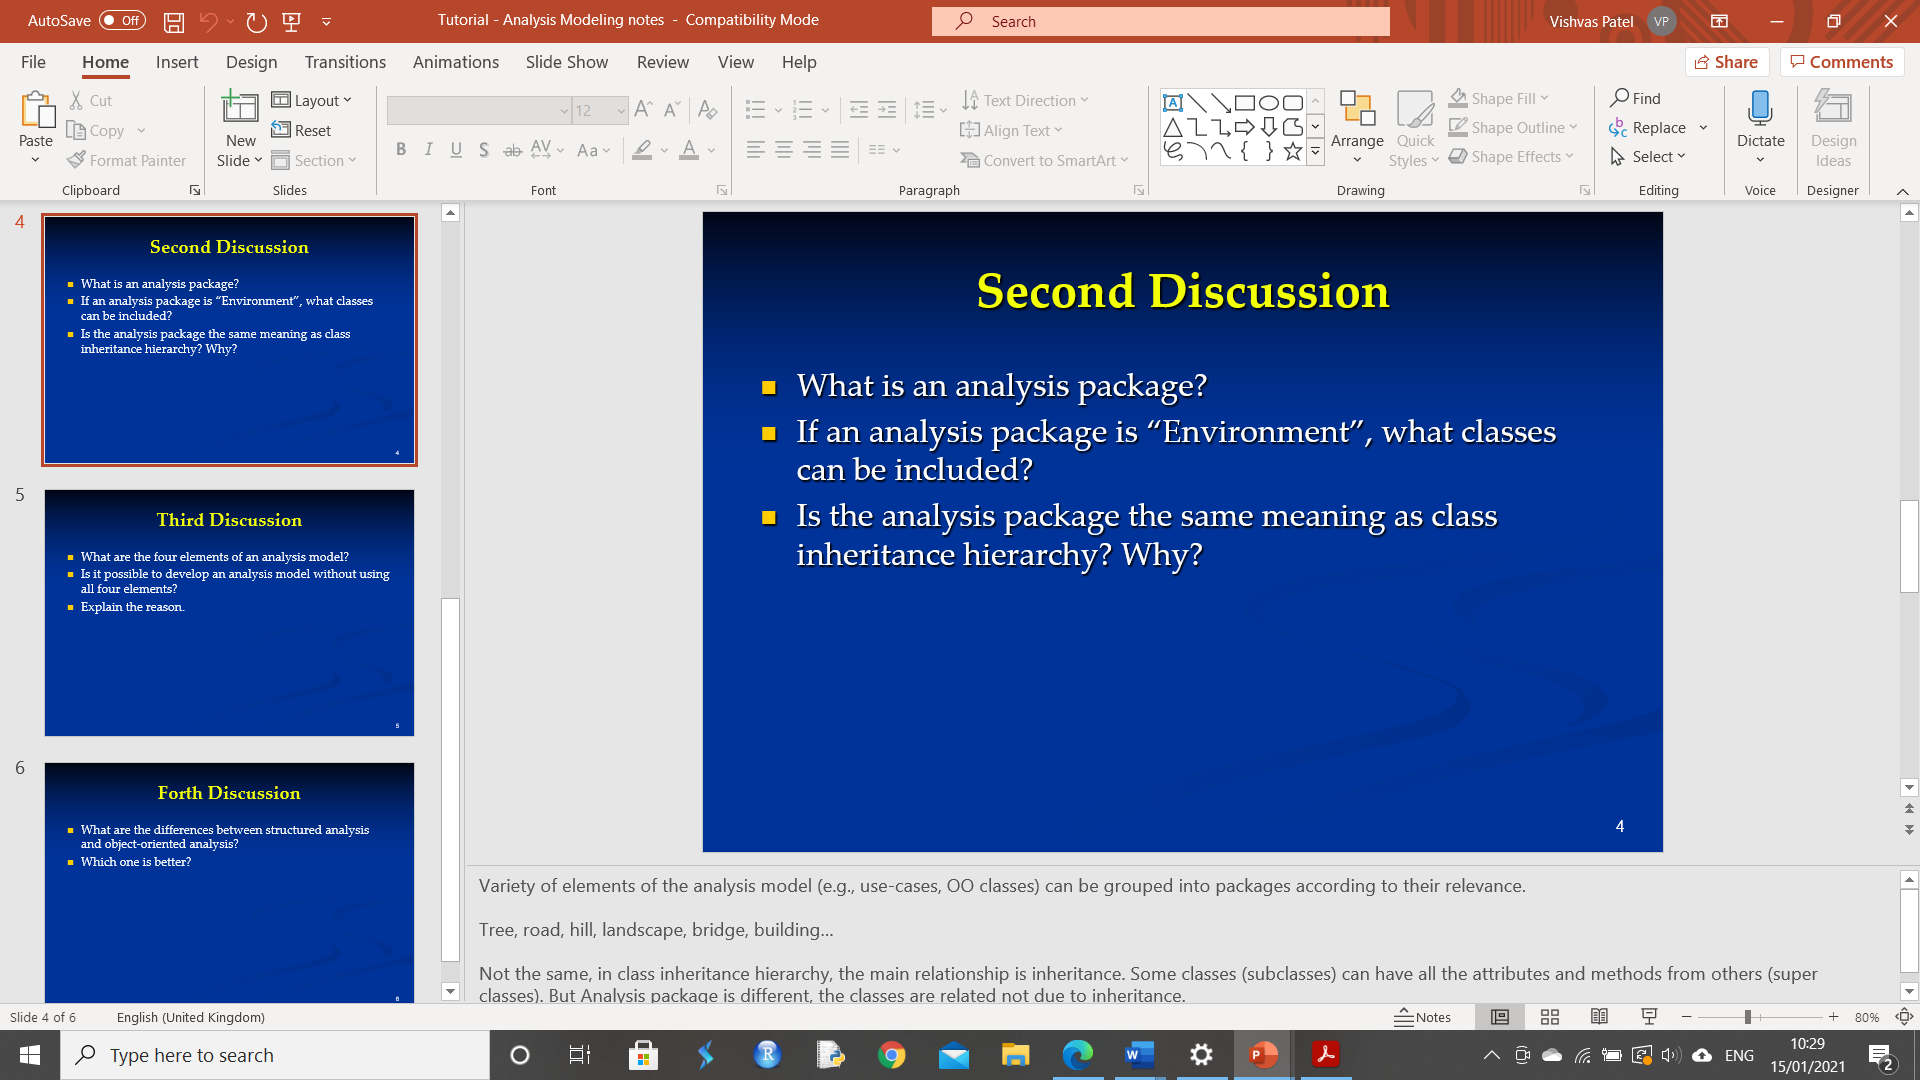 AutoSave Off
Tutorial - Analysis Modeling notes - Compatibility Mode
Search
Vishvas Patel VP
File Home Insert Design Transitions Animations Slide Show Review View Help
Share Comments
Paste
Cut
Copy
Format Painter
Clipboard
New
Slide
Layout
Reset
Section
Slides
12
B I U S ab AV Aa A
Font
Text Direction
Align Text
Convert to SmartArt
Paragraph
Arrange
Quick
Styles
Shape Fill
Shape Outline
Shape Effects
Drawing
Find
Replace
Select
Editing
Dictate
Voice
Design
Ideas
Designer
4
Second Discussion
What is an analysis package?
If an analysis package is “Environment”, what classes
can be included?
Is the analysis package the same meaning as class
inheritance hierarchy? Why?
4
5
Third Discussion
What are the four elements of an analysis model?
Is it possible to develop an analysis model without using
all four elements?
Explain the reason.
5
6
Forth Discussion
What are the differences between structured analysis
and object-oriented analysis?
Which one is better?
6
Second Discussion
What is an analysis package?
If an analysis package is “Environment”, what classes
can be included?
Is the analysis package the same meaning as class
inheritance hierarchy? Why?
4
Variety of elements of the analysis model (e.g., use-cases, OO classes) can be grouped into packages according to their relevance.
Tree, road, hill, landscape, bridge, building...
Not the same, in class inheritance hierarchy, the main relationship is inheritance. Some classes (subclasses) can have all the attributes and methods from others (super
classes). But Analysis package is different, the classes are related not due to inheritance.
Slide 4 of 6 English (United Kingdom)
Notes
80%
Type here to search
ENG
10:29
15/01/2021
2